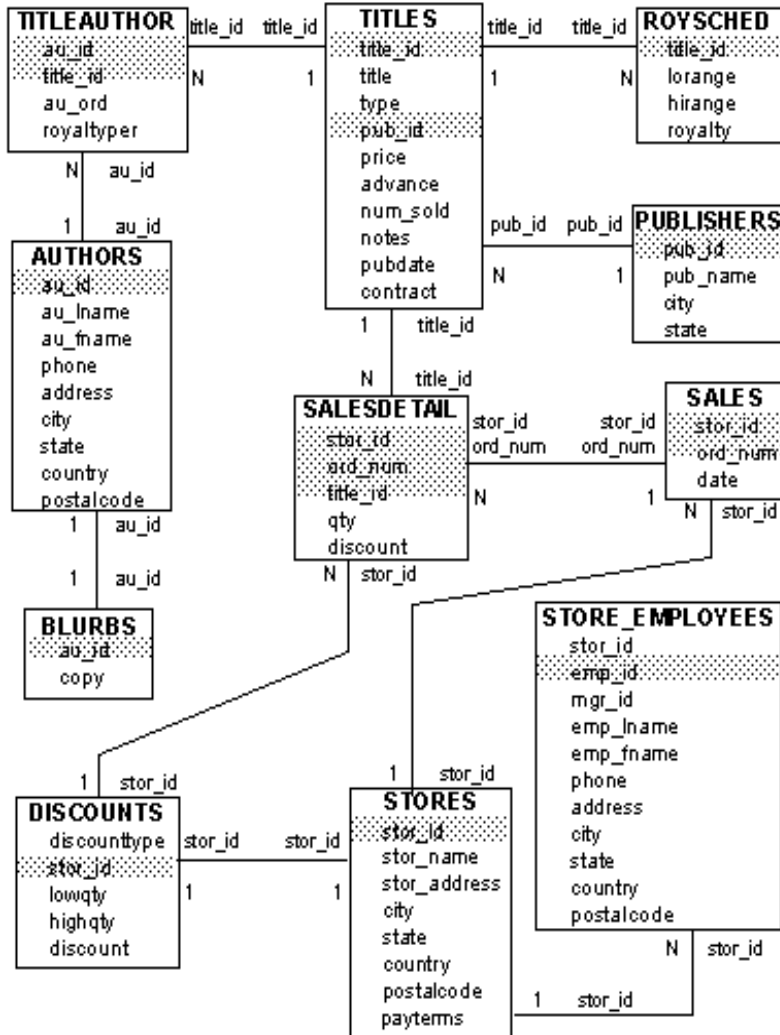 TITLEAUTHOR
au_id
title_id
au_ord
royaltyper
title_id title_id
N 1
TITLES
title_id
title
type
pub_id
price
advance
num_sold
notes
pubdate
contract
title_id title_id
1 N
ROYSCHED
title_id
lorange
hirange
royalty
N au_id
1 au_id
pub_id pub_id
N 1
PUBLISHERS
pub_id
pub_name
city
state
AUTHORS
au_id
au_lname
au_fname
phone
address
city
state
country
postalcode
1 title_id
N title_id
SALESDETAIL
stor_id
ord_num
title_id
qty
discount
stor_id stor_id
ord_num ord_num
N 1
SALES
stor_id
ord_num
date
N stor_id
1 au_id
1 au_id
BLURBS
au_id
copy
N stor_id
STORE_EMPLOYEES
stor_id
emp_id
mgr_id
emp_lname
emp_fname
phone
address
city
state
country
postalcode
1 stor_id
DISCOUNTS
discounttype
stor_id
lowqty
highqty
discount
stor_id stor_id
1 1
1 stor_id
STORES
stor_id
stor_name
stor_address
city
state
country
postalcode
payterms
N stor_id
1 stor_id